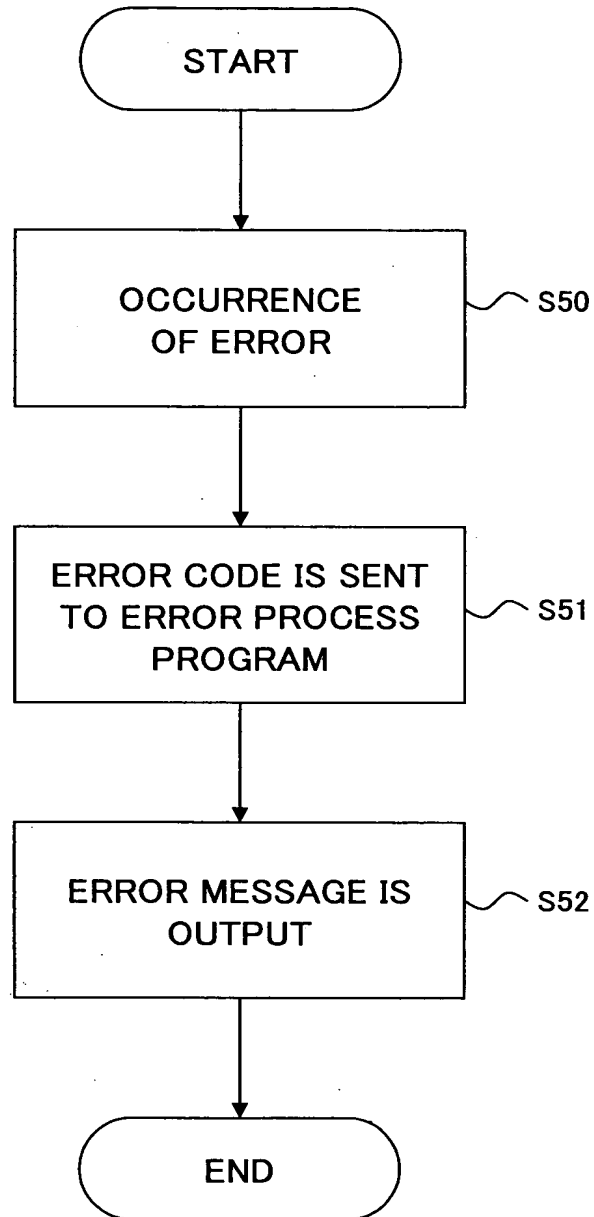 START
OCCURRENCE
OF ERROR
S50
ERROR CODE IS SENT
TO ERROR PROCESS
PROGRAM
S51
ERROR MESSAGE IS
OUTPUT
S52
END